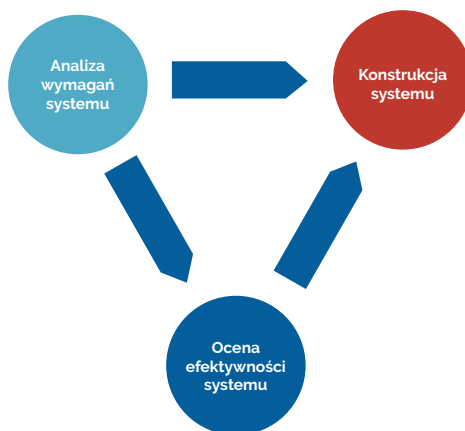 Analiza
wymagań
systemu
Konstrukcja
systemu
Ocena
efektywności
systemu